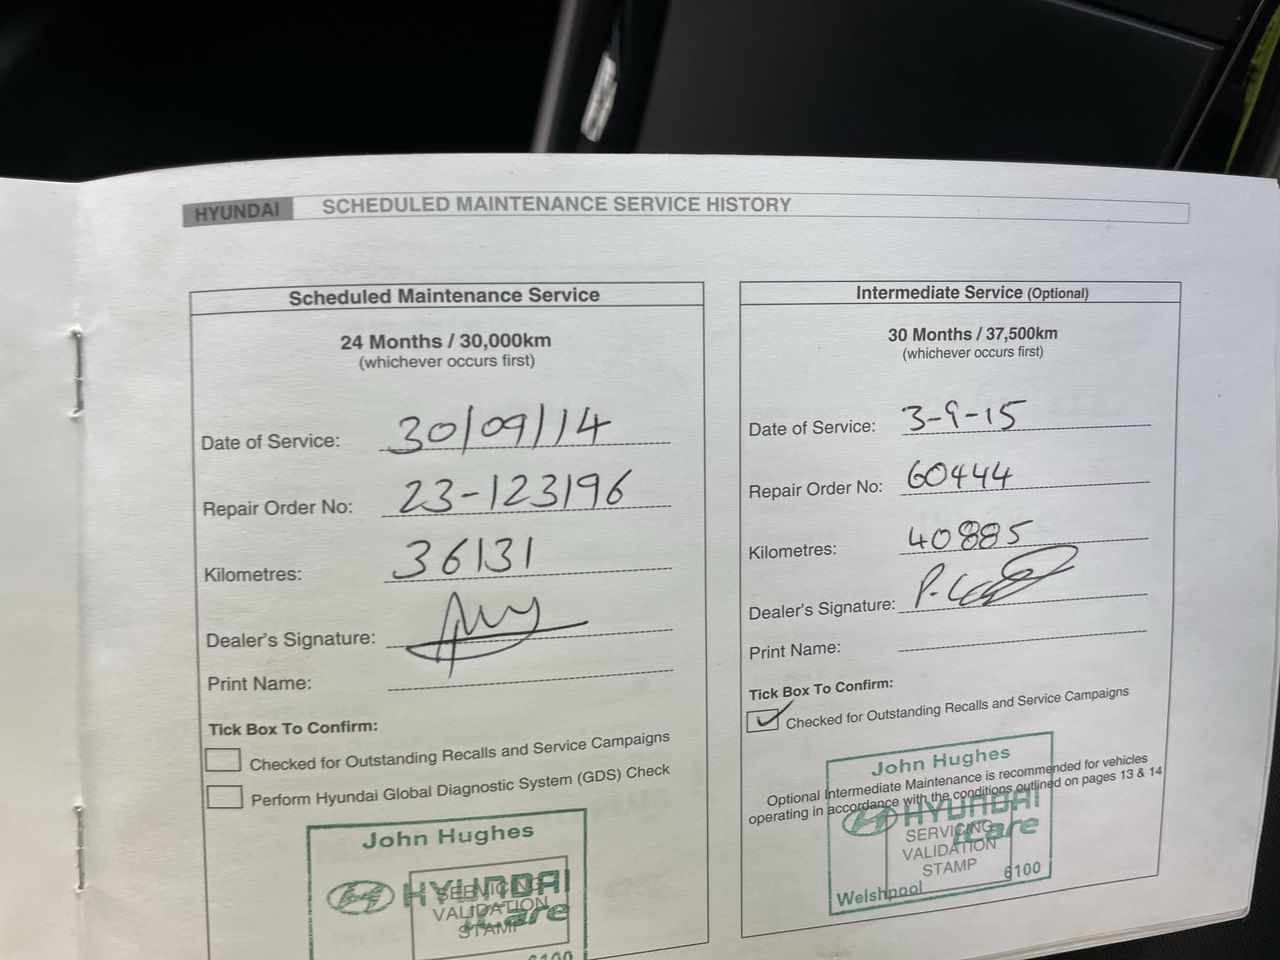 HYUNDAI SCHEDULED MAINTENANCE SERVICE HISTORY
Scheduled Maintenance Service
24 Months / 30,000km
(whichever occurs first)
Date of Service: 30/09/14
Repair Order No: 23-123196
Kilometres: 36131
Dealer's Signature:
Print Name:
Tick Box To Confirm:
Checked for Outstanding Recalls and Service Campaigns
Perform Hyundai Global Diagnostic System (GDS) Check
John Hughes
HYUNDAI
iCare
SERVICING
VALIDATION
STAMP
6100
Intermediate Service (Optional)
30 Months / 37,500km
(whichever occurs first)
Date of Service: 3-9-15
Repair Order No: 60444
Kilometres: 40885
Dealer's Signature:
Print Name:
Tick Box To Confirm:
Checked for Outstanding Recalls and Service Campaigns
John Hughes
Optional Intermediate Maintenance is recommended for vehicles
operating in accordance with the conditions outlined on pages 13 & 14
HYUNDAI
iCare
SERVICING
VALIDATION
STAMP
Welshpool 6100